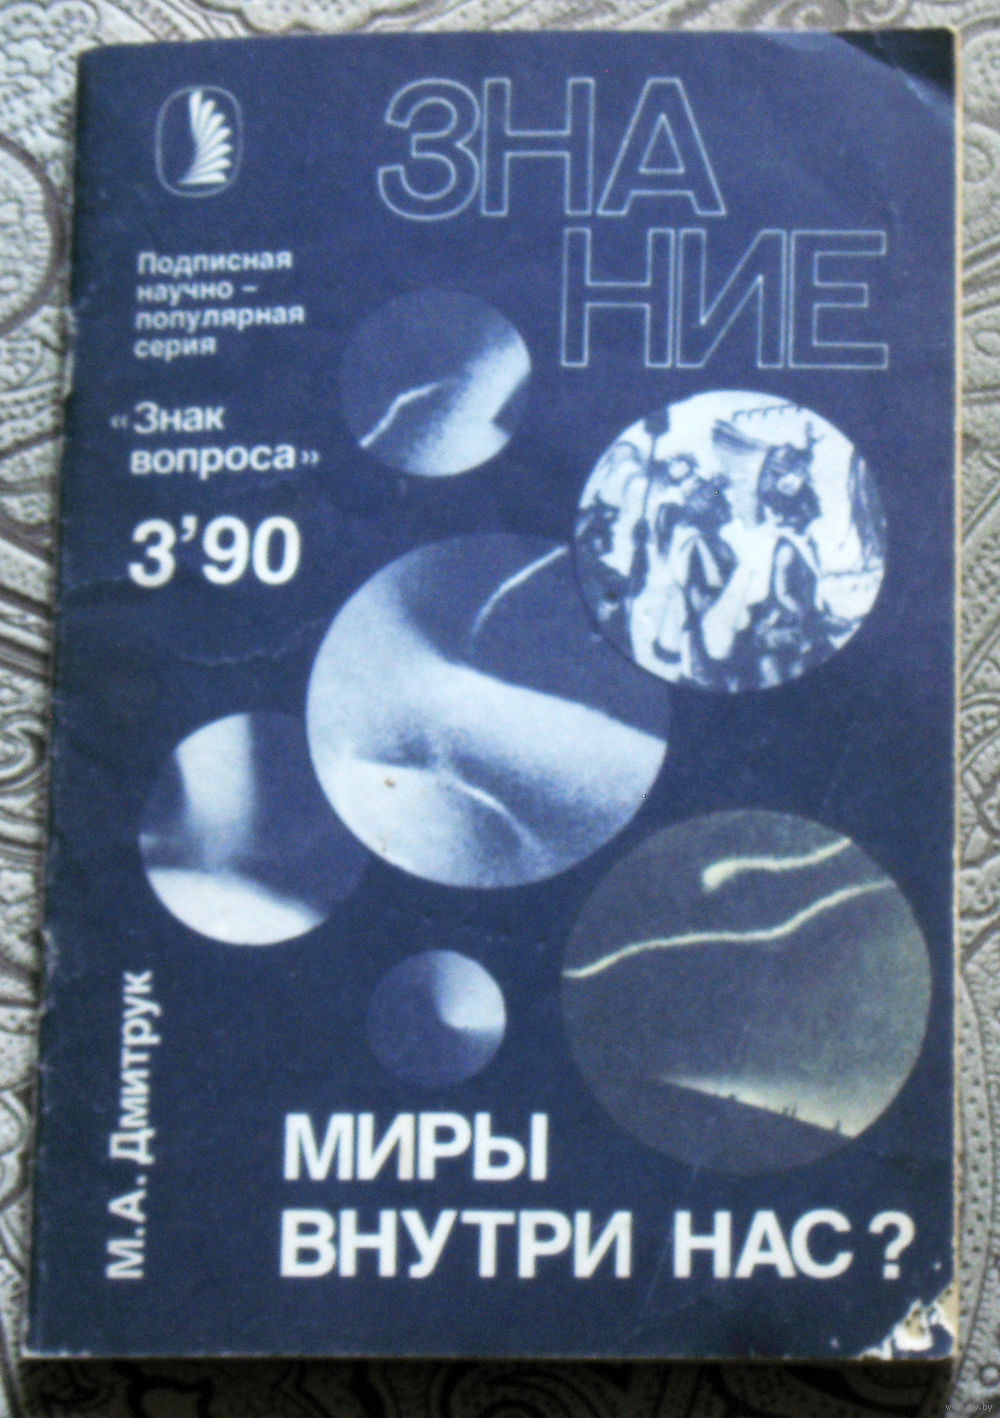 ЗНА
НИЕ
Подписная
научно –
популярная
серия
«Знак
вопроса»
3’90
М.А. Дмитрук
МИРЫ
ВНУТРИ НАС?